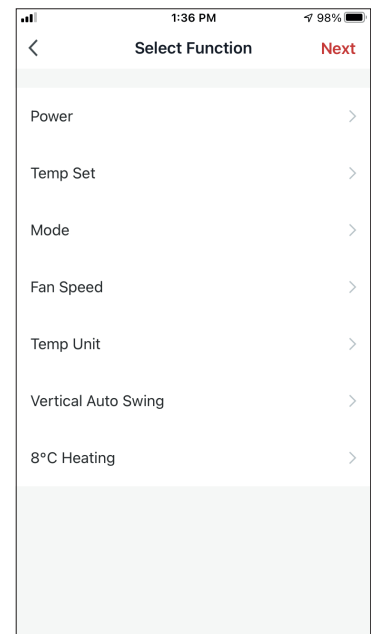 1:36 PM 98%
Select Function Next
Power
Temp Set
Mode
Fan Speed
Temp Unit
Vertical Auto Swing
8°C Heating